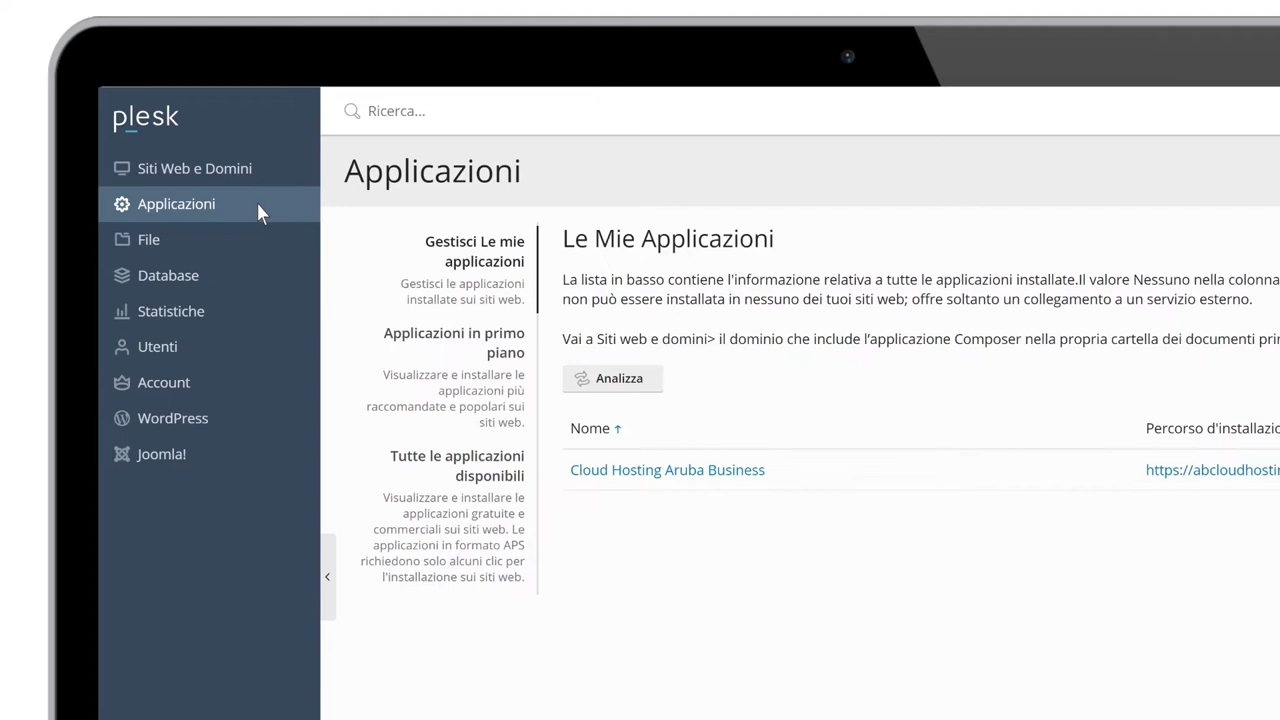 plesk
Siti Web e Domini
Applicazioni
File
Database
Statistiche
Utenti
Account
WordPress
Joomla!
Ricerca...
Applicazioni
Gestisci Le mie
applicazioni
Gestisci le applicazioni
installate sui siti web.
Applicazioni in primo
piano
Visualizzare e installare le
applicazioni più
raccomandate e popolari sui
siti web.
Tutte le applicazioni
disponibili
Visualizzare e installare le
applicazioni gratuite e
commerciali sui siti web. Le
applicazioni in formato APS
richiedono solo alcuni clic per
l'installazione sui siti web.
Le Mie Applicazioni
La lista in basso contiene l'informazione relativa a tutte le applicazioni installate.Il valore Nessuno nella colonna
non può essere installata in nessuno dei tuoi siti web; offre soltanto un collegamento a un servizio esterno.
Vai a Siti web e domini> il dominio che include l'applicazione Composer nella propria cartella dei documenti
Analizza
Nome ↑
Percorso
Cloud Hosting Aruba Business